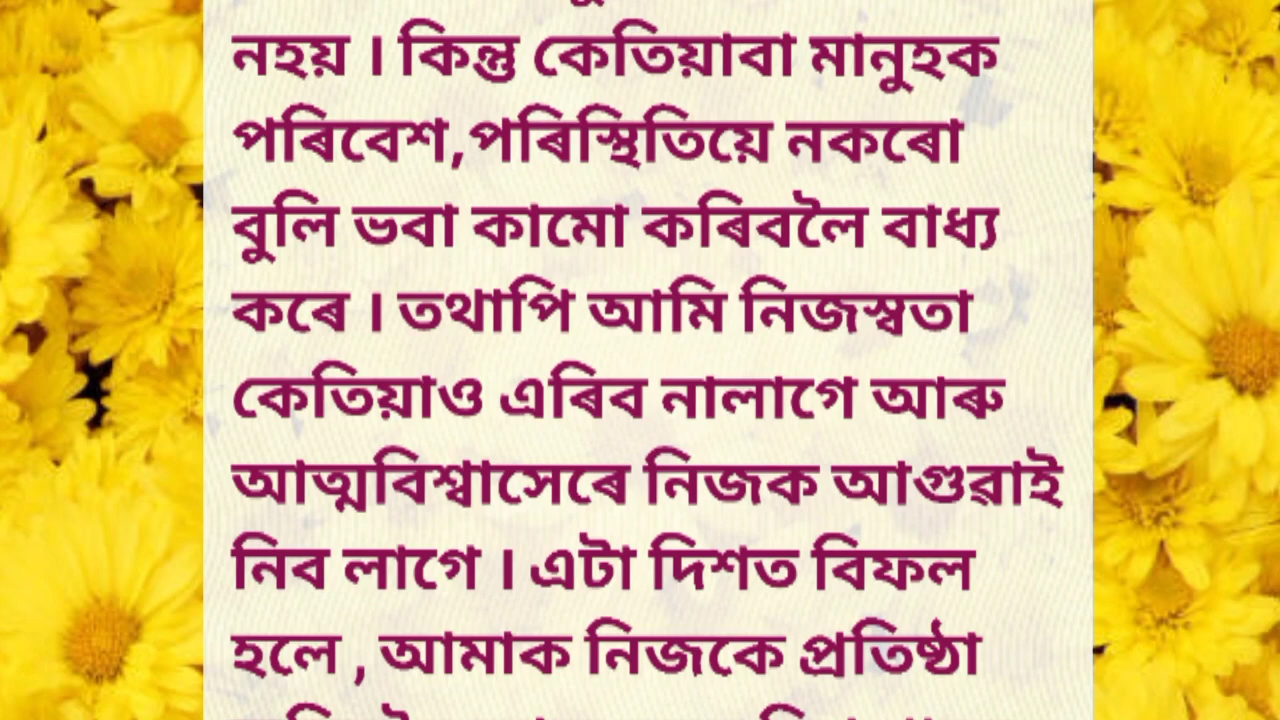 নহয় । কিন্তু কেতিয়াবা মানুহক
পৰিবেশ,পৰিস্থিতিয়ে নকৰো
বুলি ভবা কামো কৰিবলৈ বাধ্য
কৰে । তথাপি আমি নিজস্বতা
কেতিয়াও এৰিব নালাগে আৰু
আত্মবিশ্বাসেৰে নিজক আগুৱাই
নিব লাগে । এটা দিশত বিফল
হলে , আমাক নিজকে প্ৰতিষ্ঠা